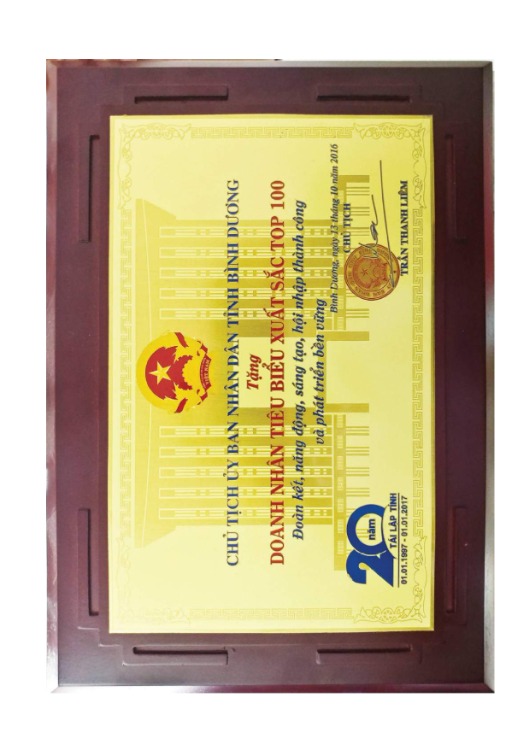 CHỦ TỊCH ỦY BAN NHÂN DÂN TỈNH BÌNH DƯƠNG
Tặng
DOANH NHÂN TIÊU BIỂU XUẤT SẮC TOP 100
Đoàn kết, năng động, sáng tạo, hội nhập thành công
và phát triển bền vững
Bình Dương, ngày 13 tháng 10 năm 2016
CHỦ TỊCH
TRẦN THANH LIÊM
20 năm
TÁI LẬP TỈNH
01.01.1997 - 01.01.2017